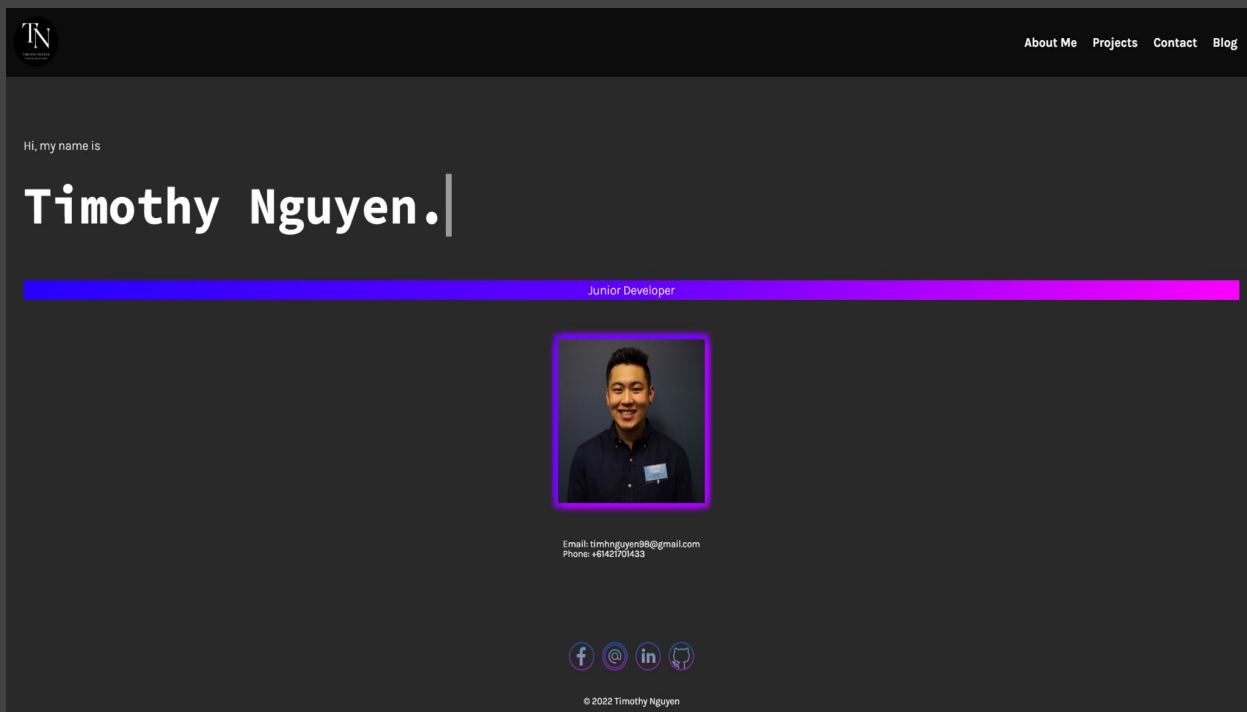 TN
About Me Projects Contact Blog
Hi, my name is
Timothy Nguyen.
Junior Developer
Email: timhnguyen98@gmail.com
Phone: +61421701433
© 2022 Timothy Nguyen